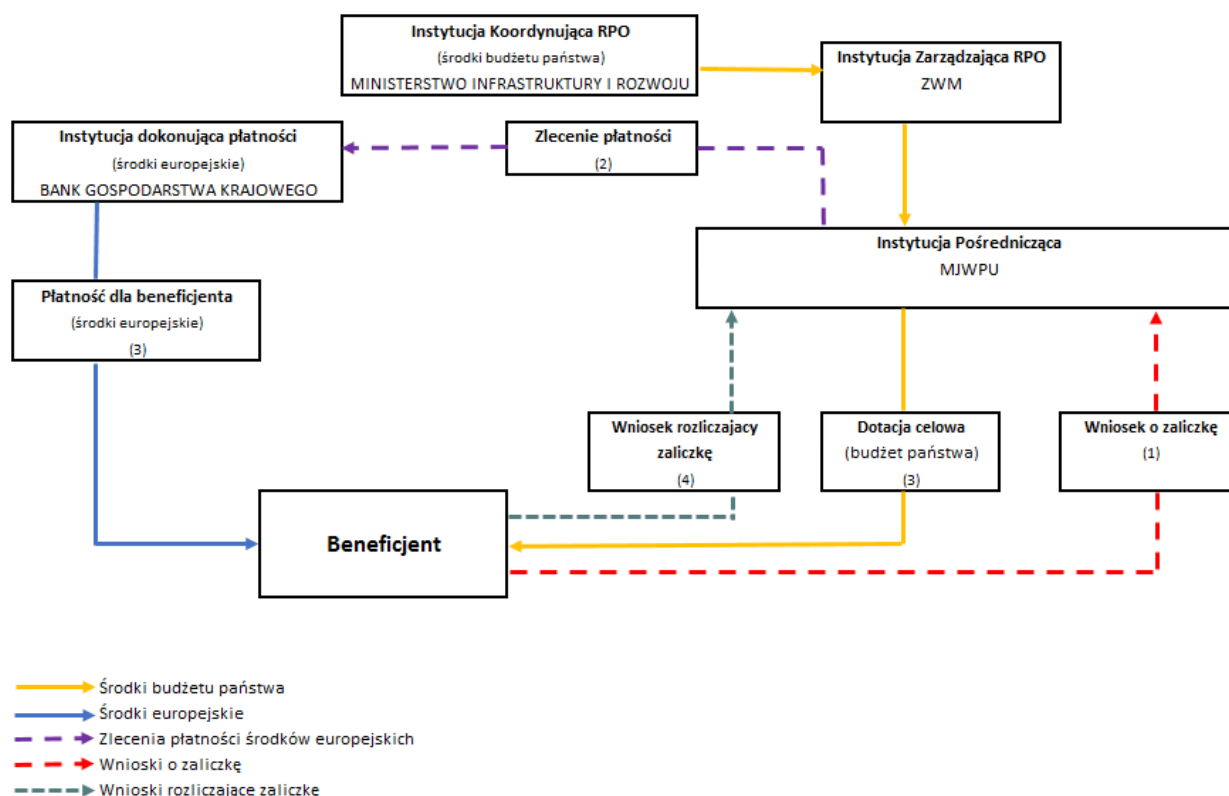 Instytucja Koordynująca RPO
(środki budżetu państwa)
MINISTERSTWO INFRASTRUKTURY I ROZWOJU
Instytucja Zarządzająca RPO
ZWM
Instytucja dokonująca płatności
(środki europejskie)
BANK GOSPODARSTWA KRAJOWEGO
Zlecenie płatności
(2)
Instytucja Pośrednicząca
MJWPU
Płatność dla beneficjenta
(środki europejskie)
(3)
Wniosek rozliczajacy
zaliczkę
(4)
Dotacja celowa
(budżet państwa)
(3)
Wniosek o zaliczkę
(1)
Beneficjent
Środki budżetu państwa
Środki europejskie
Zlecenia płatności środków europejskich
Wnioski o zaliczkę
Wnioski rozliczające zaliczkę